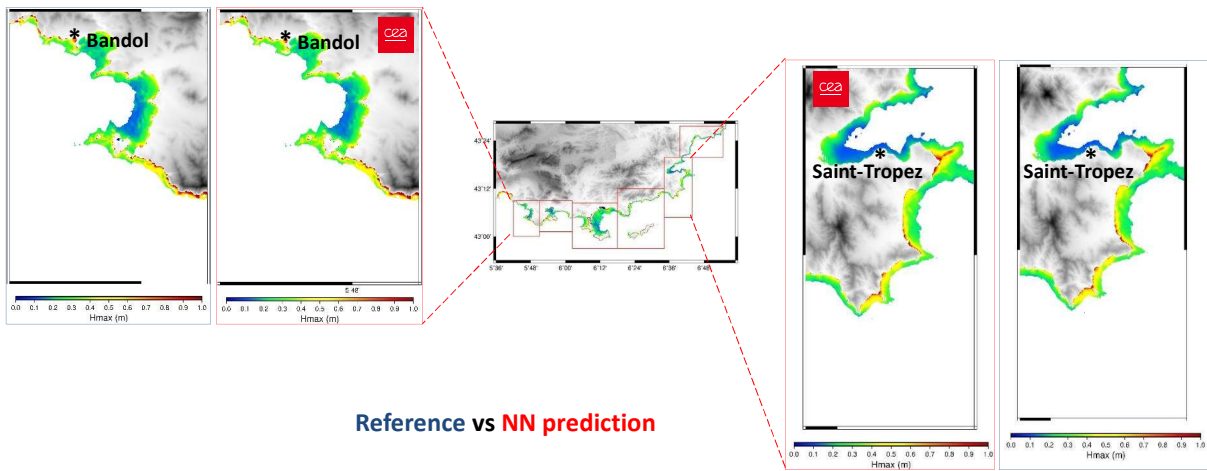 * Bandol
* Bandol
cea
0.0 0.1 0.2 0.3 0.4 0.5 0.6 0.7 0.8 0.9 1.0
Hmax (m)
5°48'
0.0 0.1 0.2 0.3 0.4 0.5 0.6 0.7 0.8 0.9 1.0
Hmax (m)
43°24'
43°12'
43°00'
5°36' 5°48' 6°00' 6°12' 6°24' 6°36' 6°48'
cea
*
Saint-Tropez
*
Saint-Tropez
0.0 0.1 0.2 0.3 0.4 0.5 0.6 0.7 0.8 0.9 1.0
Hmax (m)
0.0 0.1 0.2 0.3 0.4 0.5 0.6 0.7 0.8 0.9 1.0
Hmax (m)
Reference vs NN prediction